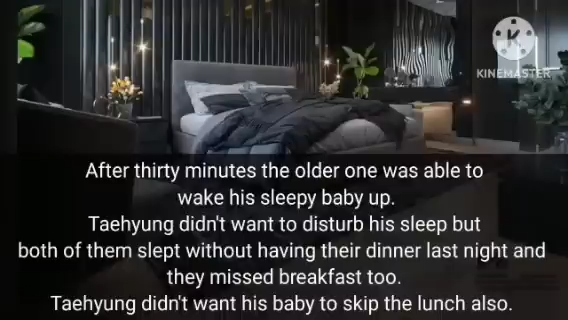 K
KINEMASTER
After thirty minutes the older one was able to
wake his sleepy baby up.
Taehyung didn't want to disturb his sleep but
both of them slept without having their dinner last night and
they missed breakfast too.
Taehyung didn't want his baby to skip the lunch also.